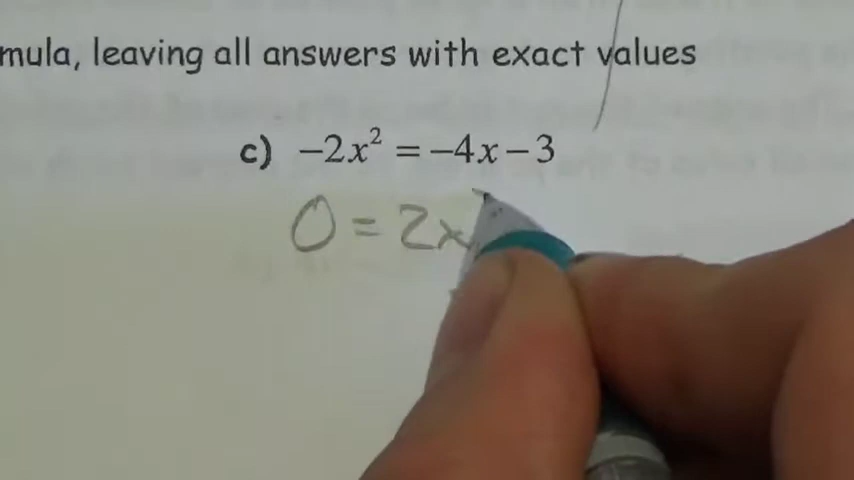 mula, leaving all answers with exact values
c) −2x² = −4x − 3
0 = 2x